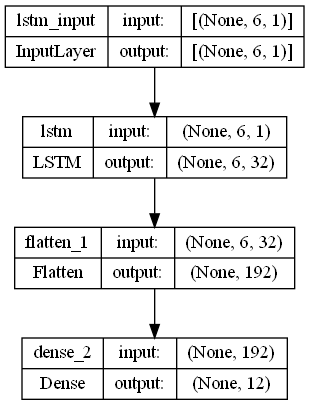 lstm_input input: [(None, 6, 1)]
InputLayer output: [(None, 6, 1)]
lstm input: (None, 6, 1)
LSTM output: (None, 6, 32)
flatten_1 input: (None, 6, 32)
Flatten output: (None, 192)
dense_2 input: (None, 192)
Dense output: (None, 12)